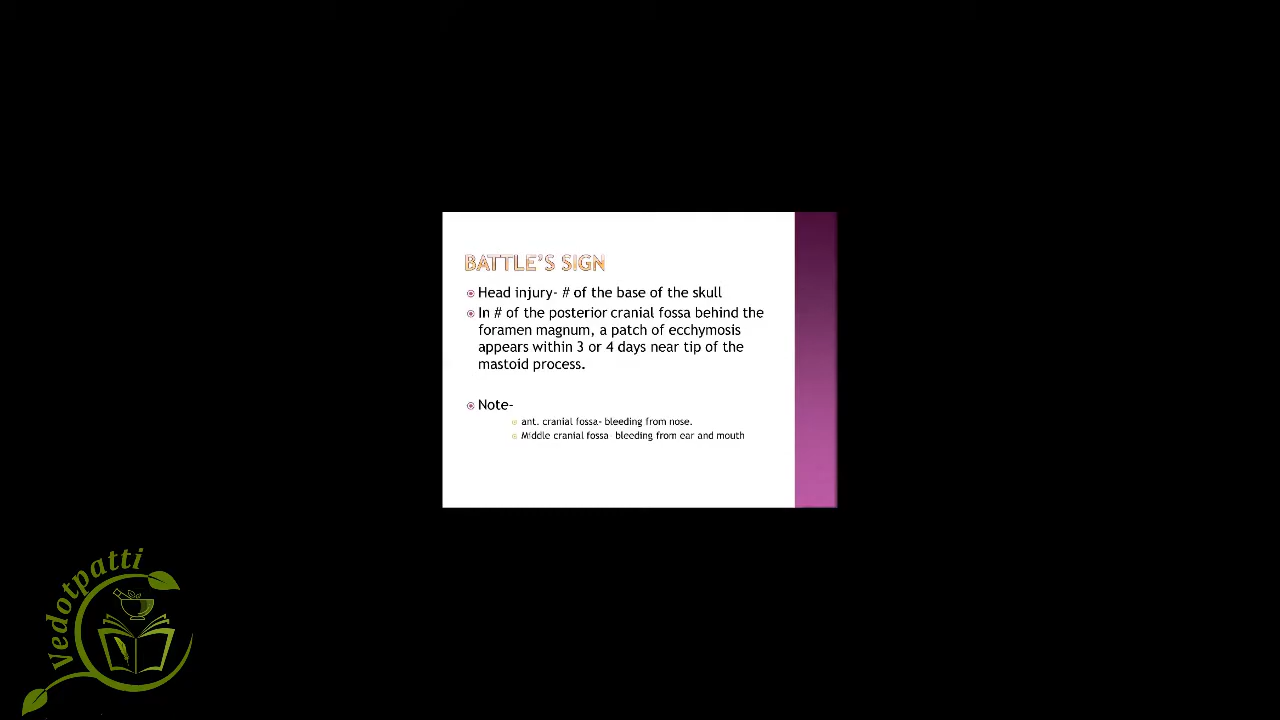 BATTLE'S SIGN
Head injury- # of the base of the skull
In # of the posterior cranial fossa behind the
foramen magnum, a patch of ecchymosis
appears within 3 or 4 days near tip of the
mastoid process.
Note-
ant. cranial fossa- bleeding from nose.
Middle cranial fossa- bleeding from ear and mouth
vedotpatti